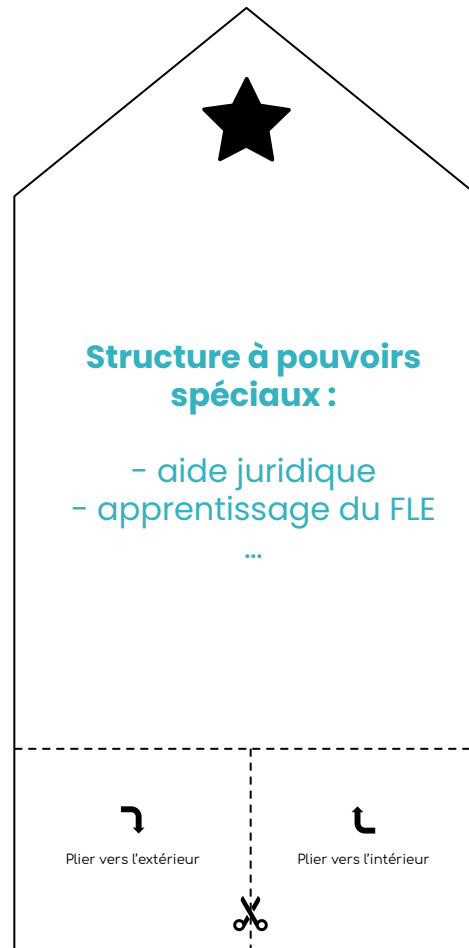 Structure à pouvoirs
spéciaux :
- aide juridique
- apprentissage du FLE
...
Plier vers l'extérieur
Plier vers l'intérieur